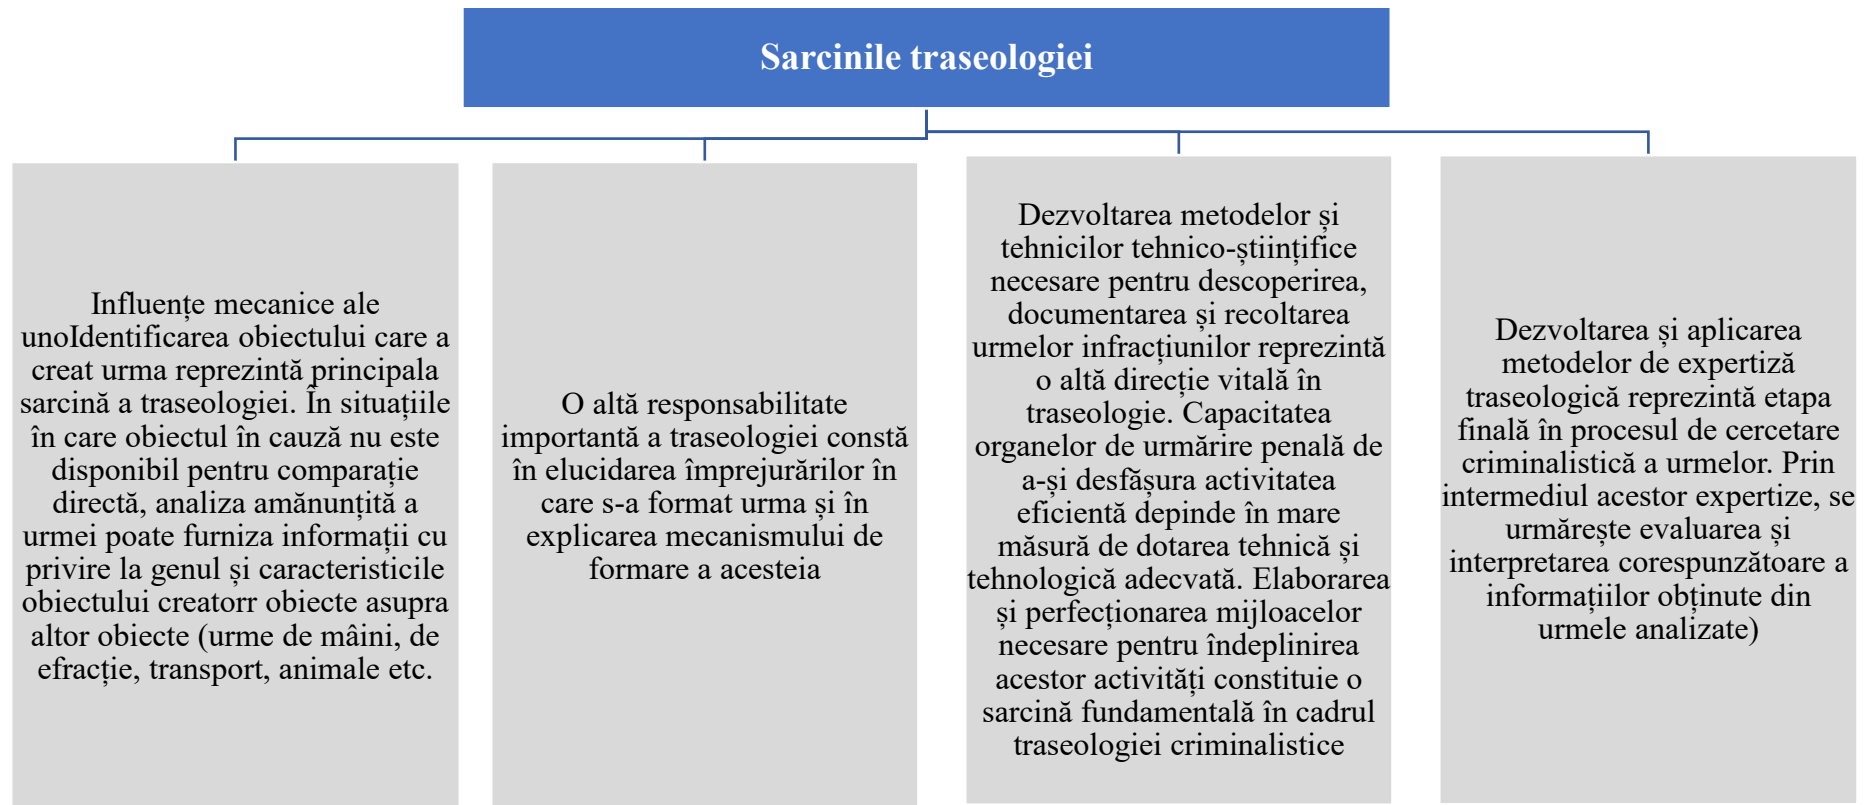 Sarcinile traseologiei
Influențe mecanice ale
unoIdentificarea obiectului care a
creat urma reprezintă principala
sarcină a traseologiei. În situațiile
în care obiectul în cauză nu este
disponibil pentru comparație
directă, analiza amănunțită a
urmei poate furniza informații cu
privire la genul și caracteristicile
obiectului creatorr obiecte asupra
altor obiecte (urme de mâini, de
efracție, transport, animale etc.
O altă responsabilitate
importantă a traseologiei constă
în elucidarea împrejurărilor în
care s-a format urma și în
explicarea mecanismului de
formare a acesteia
Dezvoltarea metodelor și
tehnicilor tehnico-științifice
necesare pentru descoperirea,
documentarea și recoltarea
urmelor infracțiunilor reprezintă
o altă direcție vitală în
traseologie. Capacitatea
organelor de urmărire penală de
a-și desfășura activitatea
eficientă depinde în mare
măsură de dotarea tehnică și
tehnologică adecvată. Elaborarea
și perfecționarea mijloacelor
necesare pentru îndeplinirea
acestor activități constituie o
sarcină fundamentală în cadrul
traseologiei criminalistice
Dezvoltarea și aplicarea
metodelor de expertiză
traseologică reprezintă etapa
finală în procesul de cercetare
criminalistică a urmelor. Prin
intermediul acestor expertize, se
urmărește evaluarea și
interpretarea corespunzătoare a
informațiilor obținute din
urmele analizate)